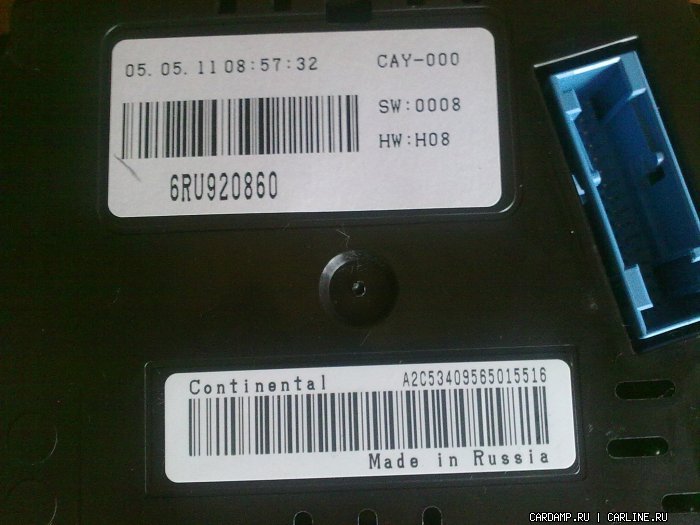 05. 05. 11 08:57:32
CAY-000
SW:0008
HW:H08
6RU920860
Continental
A2C53409565015516
Made in Russia
CARDAMP.RU | CARLINE.RU